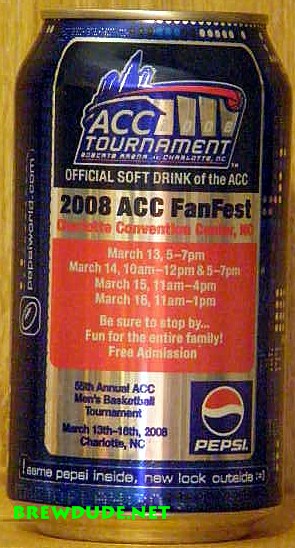 ACC
2008
TOURNAMENT
CHARLOTTE, NC
OFFICIAL SOFT DRINK of the ACC
2008 ACC FanFest
Charlotte Convention Center, NC
March 13, 5-7pm
March 14, 10am-12pm & 5-7pm
March 15, 11am-4pm
March 16, 11am-1pm
Be sure to stop by...
Fun for the entire family!
Free Admission
55th Annual ACC
Men's Basketball
Tournament
March 13th-16th, 2008
Charlotte, NC
PEPSI.
pepsiworld.com
same pepsi inside, new look outside :-)
BREWDUDE.NET